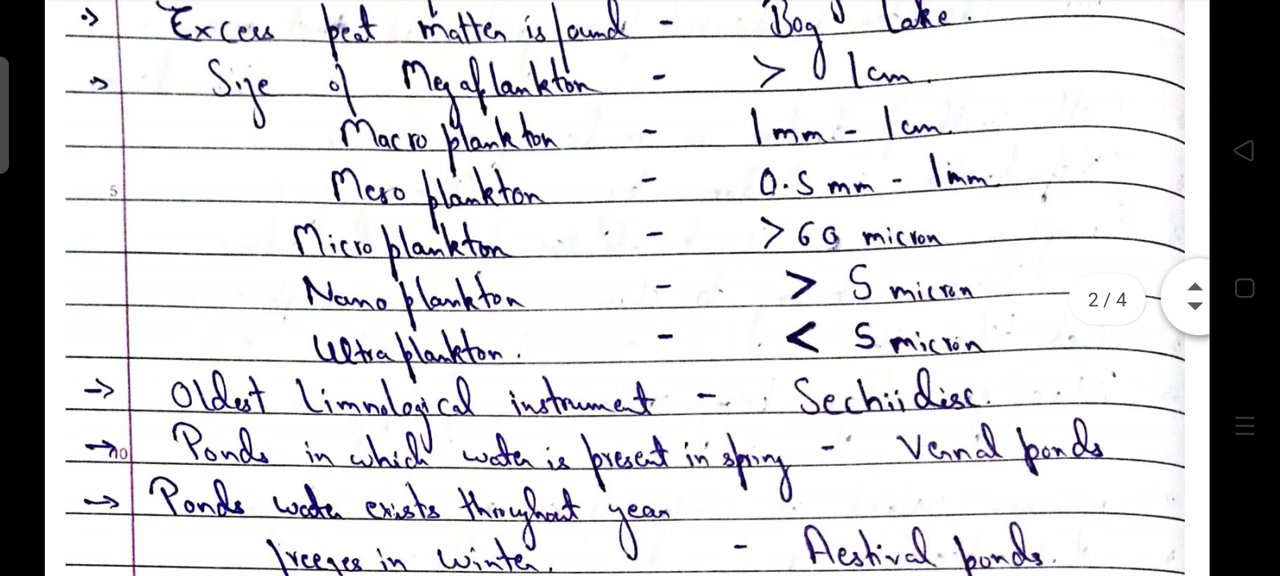 -> Excess peat matter is found - Bog Lake.
-> Size of Megaplankton - > 1cm.
Macro plankton - 1mm - 1cm.
5 Meso plankton - 0.5mm - 1mm.
Micro plankton - >60 micron
Nano plankton - > 5 micron
2/4
Ultra plankton. - < 5 micron
-> Oldest Limnological instrument - Sechii disc.
-> 10 Ponds in which water is present in spring - Vernal ponds
-> Ponds water exists throughout year
freezes in winter. - Aestival ponds.